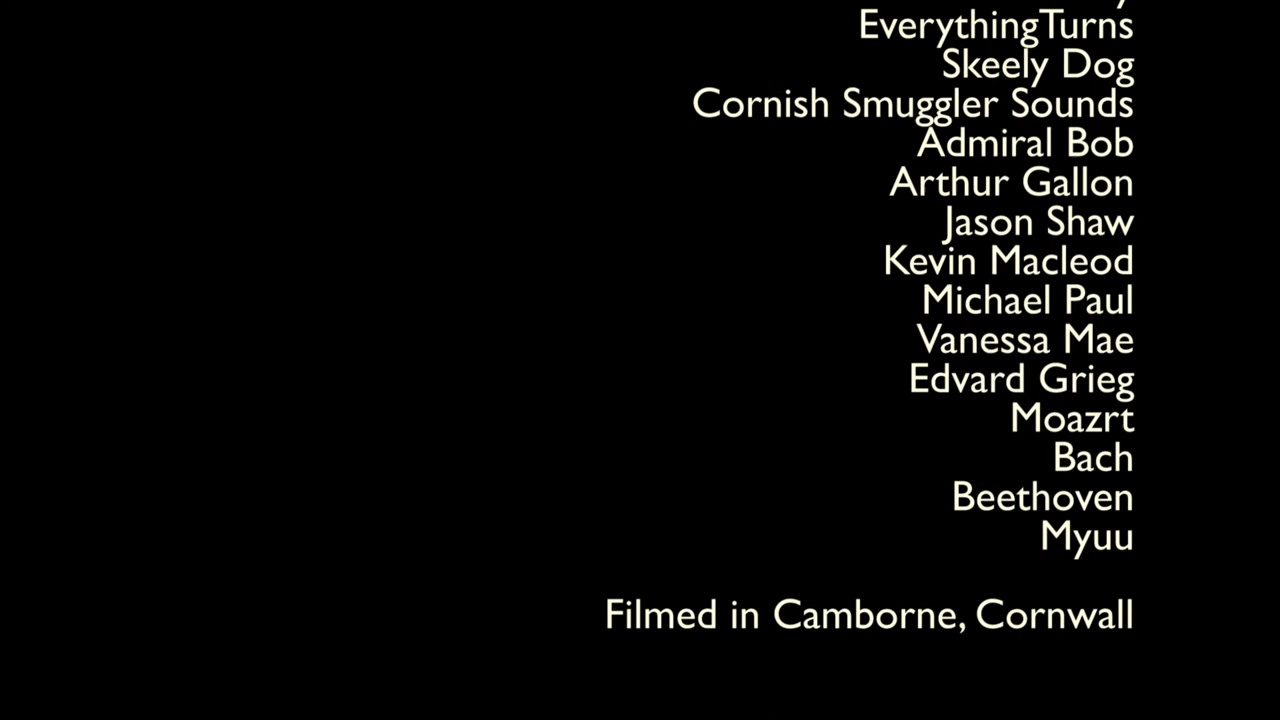 EverythingTurns
Skeely Dog
Cornish Smuggler Sounds
Admiral Bob
Arthur Gallon
Jason Shaw
Kevin Macleod
Michael Paul
Vanessa Mae
Edvard Grieg
Moazrt
Bach
Beethoven
Myuu
Filmed in Camborne, Cornwall